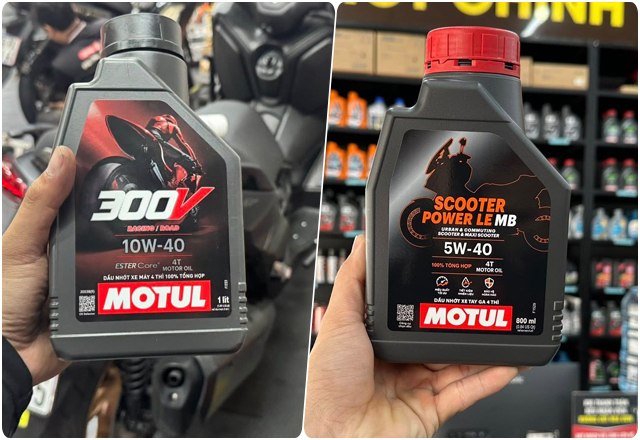 300V
RACING / ROAD
10W-40
ESTER Core®
4T
MOTOR OIL
DẦU NHỚT XE MÁY 4 THÌ 100% TỔNG HỢP
MOTUL
1 lít
SCOOTER
POWER LE MB
URBAN & COMMUTING
SCOOTER & MAXI SCOOTER
5W-40
100% TỔNG HỢP
4T
MOTOR OIL
DẦU NHỚT XE TAY GA 4 THÌ
MOTUL
800 ml